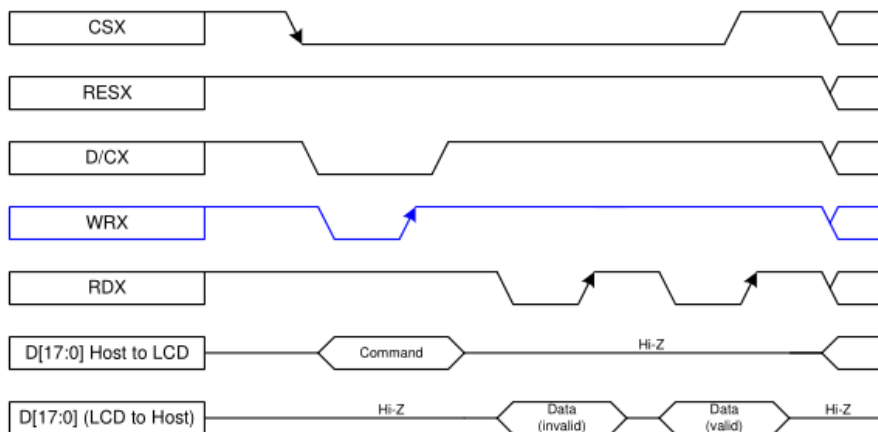 CSX
RESX
D/CX
WRX
RDX
D[17:0] Host to LCD
Command
Hi-Z
D[17:0] (LCD to Host)
Hi-Z
Data
(invalid)
Data
(valid)
Hi-Z